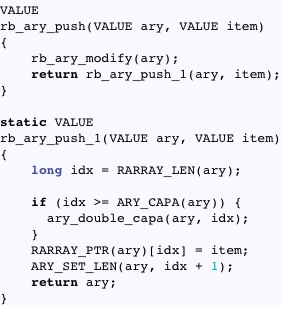 VALUE
rb_ary_push(VALUE ary, VALUE item)
{
    rb_ary_modify(ary);
    return rb_ary_push_1(ary, item);
}

static VALUE
rb_ary_push_1(VALUE ary, VALUE item)
{
    long idx = RARRAY_LEN(ary);

    if (idx >= ARY_CAPA(ary)) {
      ary_double_capa(ary, idx);
    }
    RARRAY_PTR(ary)[idx] = item;
    ARY_SET_LEN(ary, idx + 1);
    return ary;
}